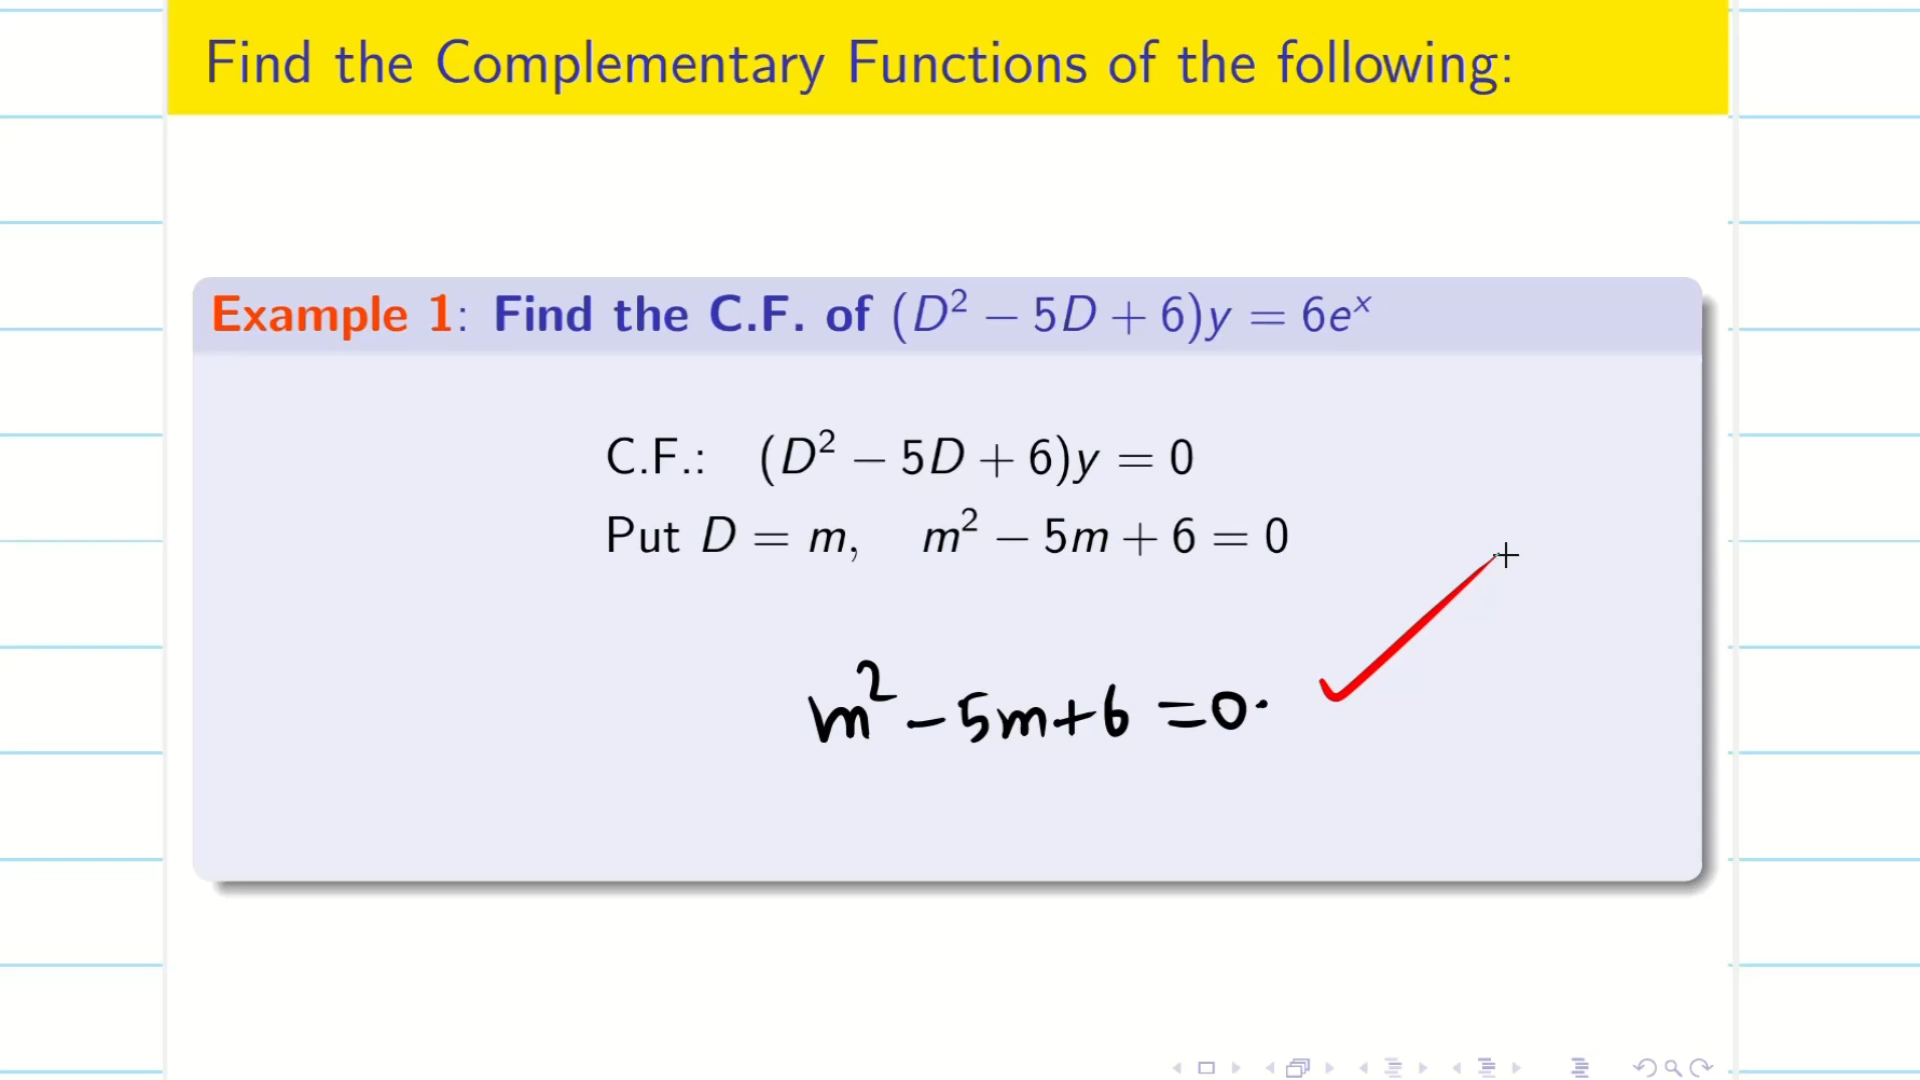 Find the Complementary Functions of the following:
Example 1: Find the C.F. of (D² − 5D + 6)y = 6eˣ
C.F.: (D² − 5D + 6)y = 0
Put D = m, m² − 5m + 6 = 0
m² − 5m + 6 = 0.